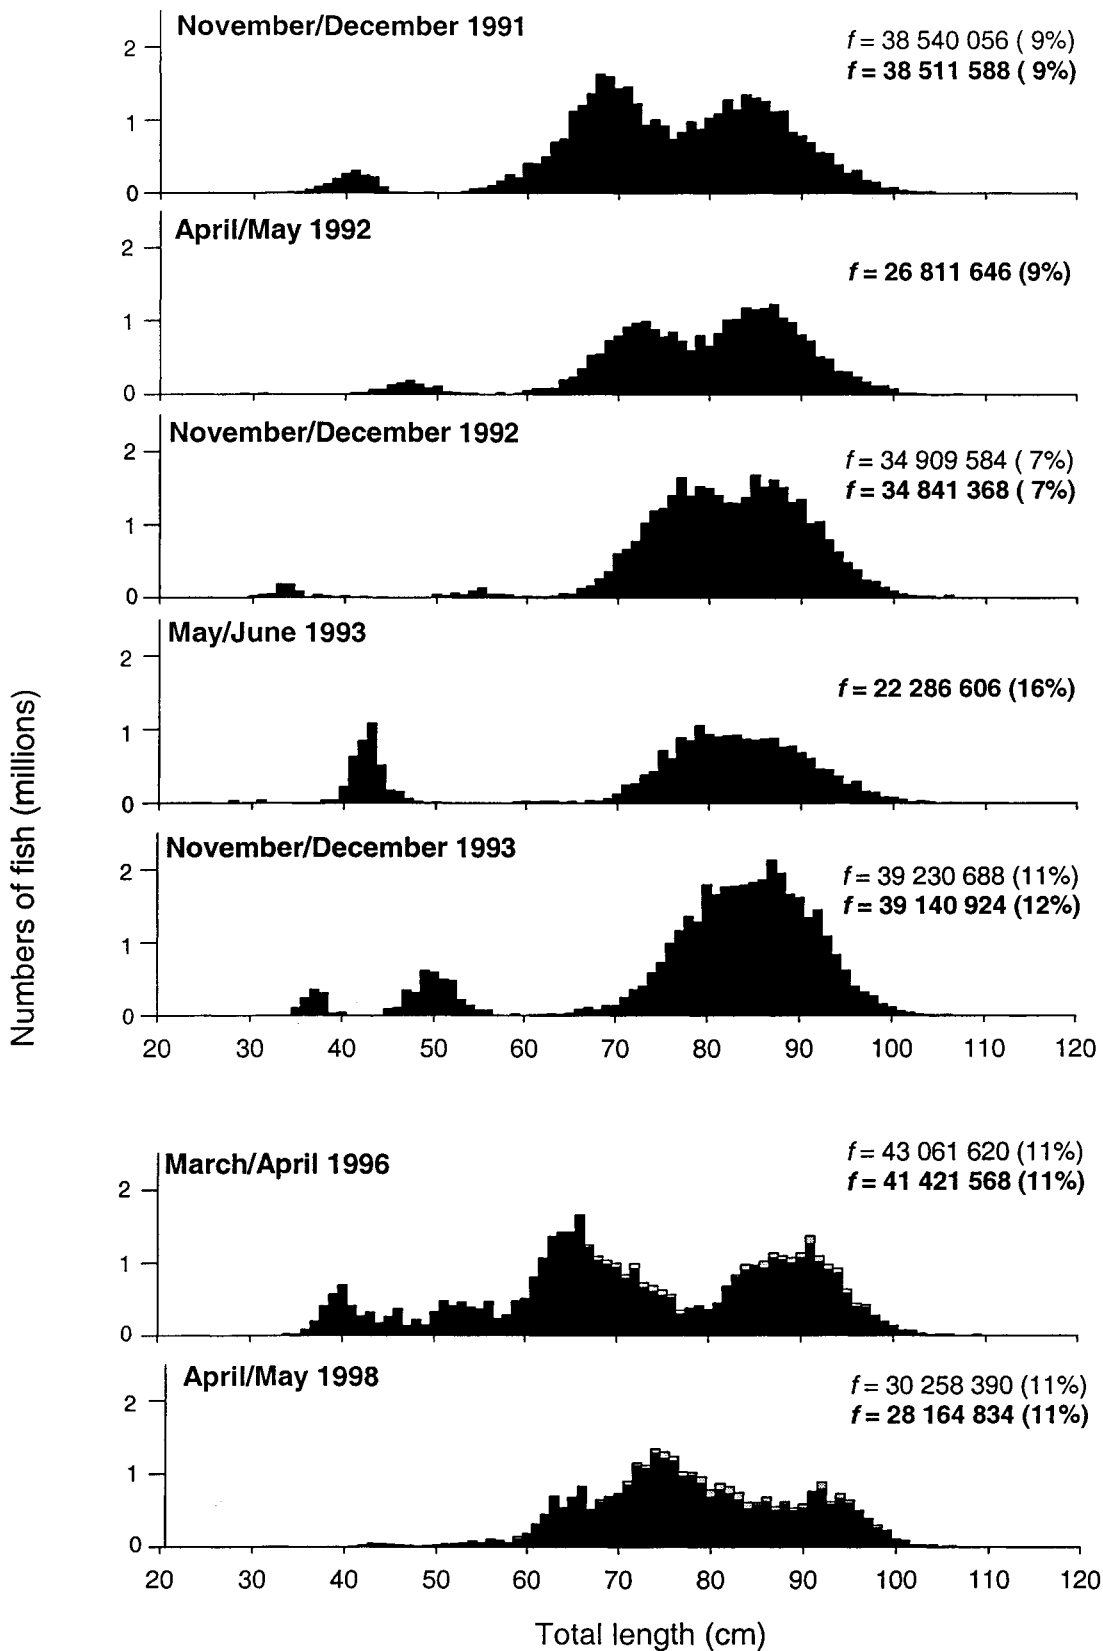 November/December 1991
f = 38 540 056 ( 9%)
f = 38 511 588 ( 9%)
2
1
0
April/May 1992
f = 26 811 646 (9%)
2
1
0
November/December 1992
f = 34 909 584 ( 7%)
f = 34 841 368 ( 7%)
2
1
0
May/June 1993
f = 22 286 606 (16%)
2
1
0
November/December 1993
f = 39 230 688 (11%)
f = 39 140 924 (12%)
2
1
0
20 30 40 50 60 70 80 90 100 110 120
Numbers of fish (millions)
March/April 1996
f = 43 061 620 (11%)
f = 41 421 568 (11%)
2
1
0
April/May 1998
f = 30 258 390 (11%)
f = 28 164 834 (11%)
2
1
0
20 30 40 50 60 70 80 90 100 110 120
Total length (cm)